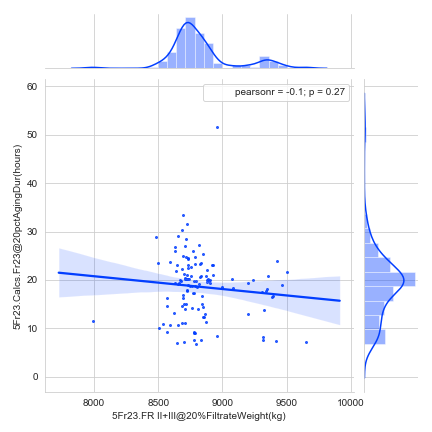 pearsonr = -0.1; p = 0.27
60
50
40
30
20
10
0
5Fr23.Calcs.Fr23@20pctAgingDur(hours)
8000 8500 9000 9500 10000
5Fr23.FR II+III@20%FiltrateWeight(kg)